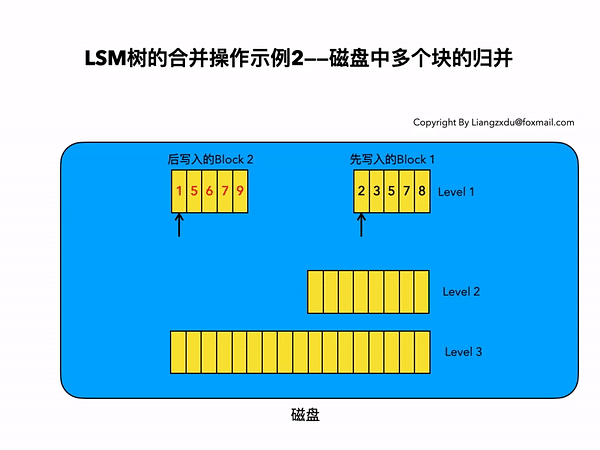 LSM树的合并操作示例2——磁盘中多个块的归并
Copyright By Liangzxdu@foxmail.com
后写入的Block 2
先写入的Block 1
1 5 6 7 9
2 3 5 7 8
Level 1
Level 2
Level 3
磁盘